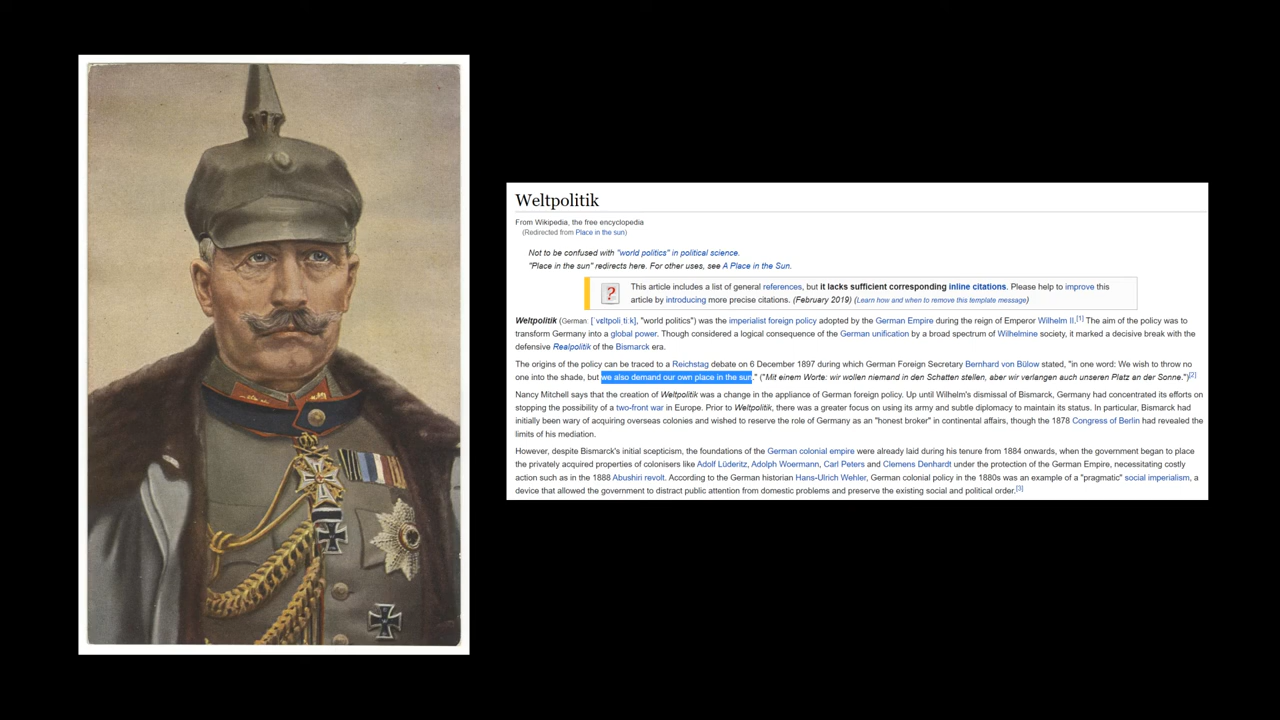 Weltpolitik
From Wikipedia, the free encyclopedia
(Redirected from Place in the sun)
Not to be confused with "world politics" in political science.
"Place in the sun" redirects here. For other uses, see A Place in the Sun.
This article includes a list of general references, but it lacks sufficient corresponding inline citations. Please help to improve this
article by introducing more precise citations. (February 2019) (Learn how and when to remove this template message)
Weltpolitik (German: [ˈvɛltpoliˌtiːk], "world politics") was the imperialist foreign policy adopted by the German Empire during the reign of Emperor Wilhelm II.[1] The aim of the policy was to
transform Germany into a global power. Though considered a logical consequence of the German unification by a broad spectrum of Wilhelmine society, it marked a decisive break with the
defensive Realpolitik of the Bismarck era.
The origins of the policy can be traced to a Reichstag debate on 6 December 1897 during which German Foreign Secretary Bernhard von Bülow stated, "in one word: We wish to throw no
one into the shade, but we also demand our own place in the sun." ("Mit einem Worte: wir wollen niemand in den Schatten stellen, aber wir verlangen auch unseren Platz an der Sonne.")[2]
Nancy Mitchell says that the creation of Weltpolitik was a change in the appliance of German foreign policy. Up until Wilhelm's dismissal of Bismarck, Germany had concentrated its efforts on
stopping the possibility of a two-front war in Europe. Prior to Weltpolitik, there was a greater focus on using its army and subtle diplomacy to maintain its status. In particular, Bismarck had
initially been wary of acquiring overseas colonies and wished to reserve the role of Germany as an "honest broker" in continental affairs, though the 1878 Congress of Berlin had revealed the
limits of his mediation.
However, despite Bismarck's initial scepticism, the foundations of the German colonial empire were already laid during his tenure from 1884 onwards, when the government began to place
the privately acquired properties of colonisers like Adolf Lüderitz, Adolph Woermann, Carl Peters and Clemens Denhardt under the protection of the German Empire, necessitating costly
action such as in the 1888 Abushiri revolt. According to the German historian Hans-Ulrich Wehler, German colonial policy in the 1880s was an example of a "pragmatic" social imperialism, a
device that allowed the government to distract public attention from domestic problems and preserve the existing social and political order.[3]